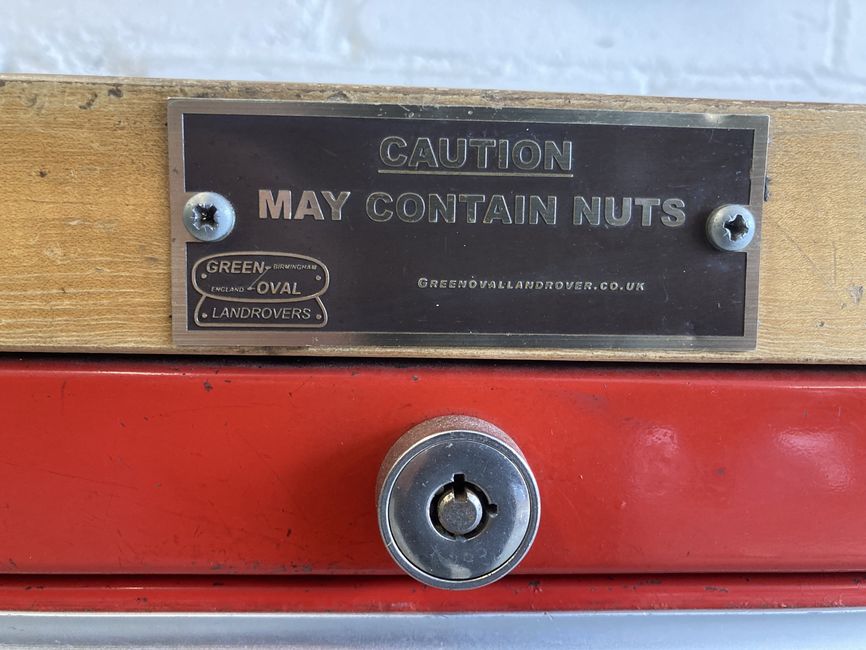 CAUTION
MAY CONTAIN NUTS
GREEN BIRMINGHAM
ENGLAND OVAL
LANDROVERS
GREENOVALLANDROVER.CO.UK